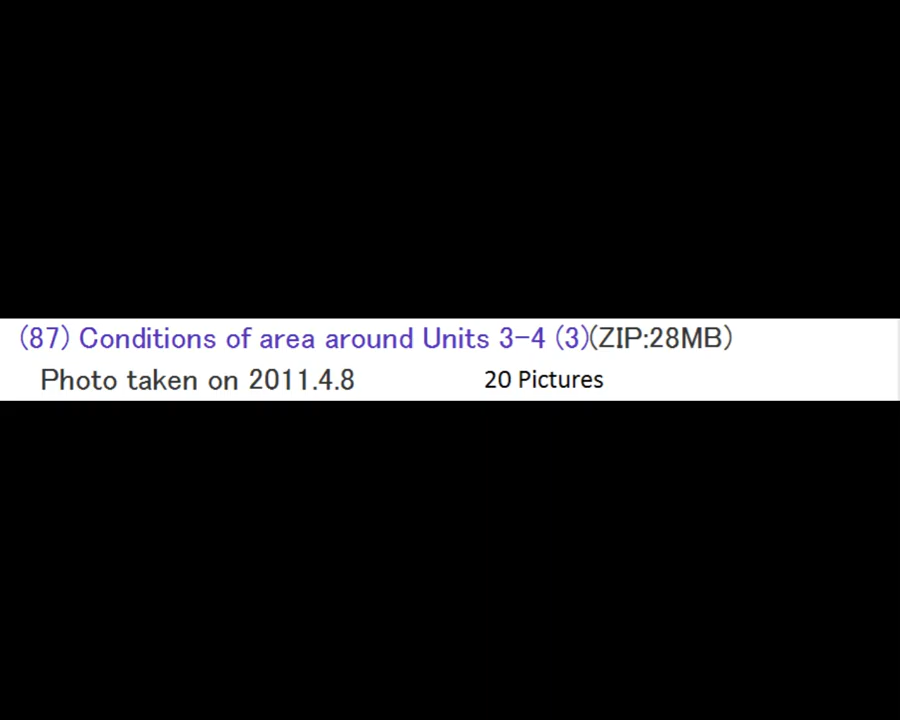 (87) Conditions of area around Units 3-4 (3)(ZIP:28MB)
Photo taken on 2011.4.8 20 Pictures